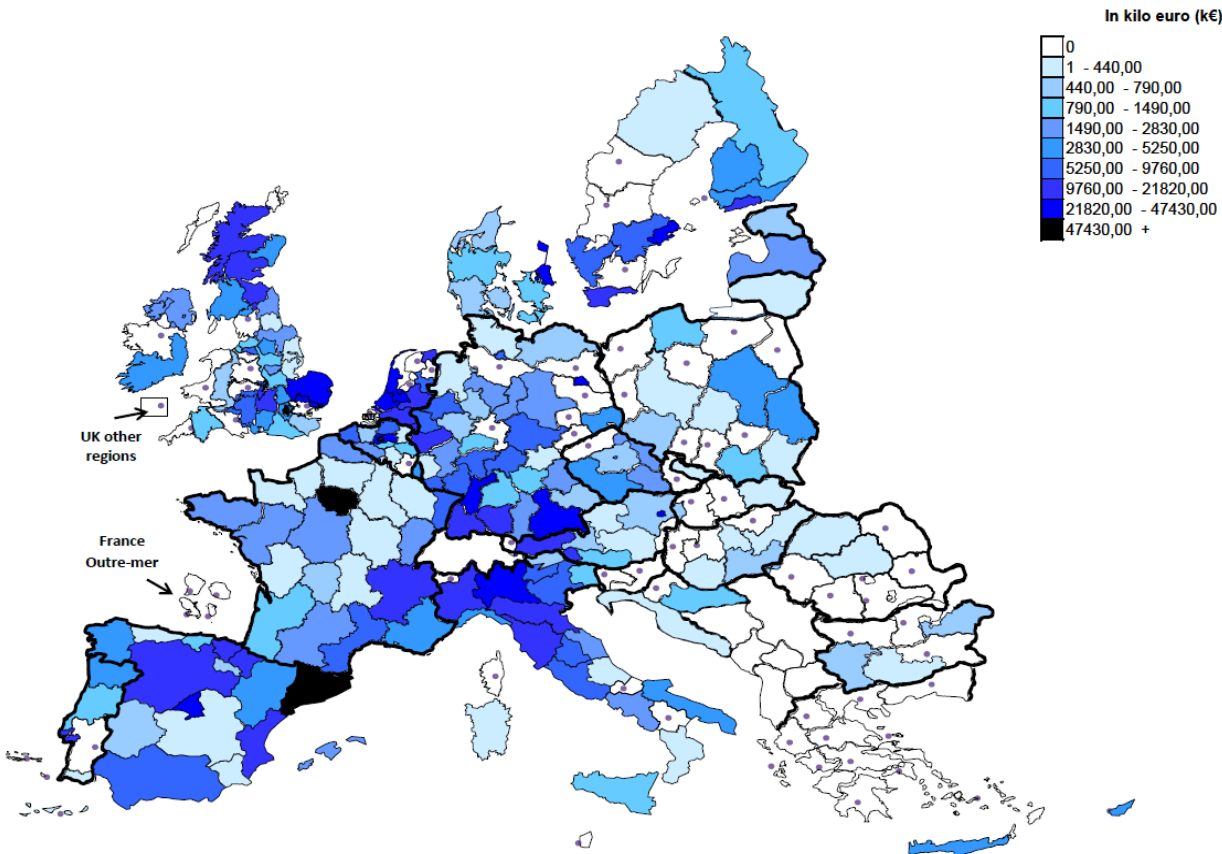 In kilo euro (k€)
0
1 - 440,00
440,00 - 790,00
790,00 - 1490,00
1490,00 - 2830,00
2830,00 - 5250,00
5250,00 - 9760,00
9760,00 - 21820,00
21820,00 - 47430,00
47430,00 +
UK other
regions
France
Outre-mer